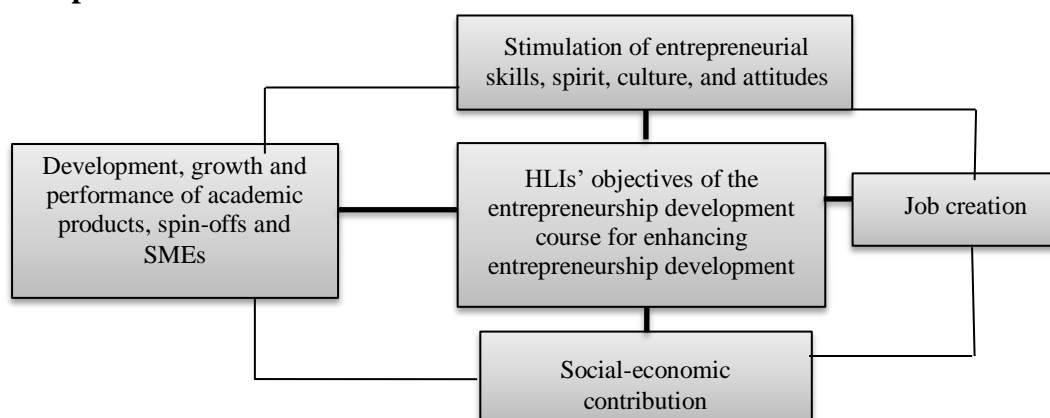 Stimulation of entrepreneurial
skills, spirit, culture, and attitudes
Development, growth and
performance of academic
products, spin-offs and
SMEs
HLIs’ objectives of the
entrepreneurship development
course for enhancing
entrepreneurship development
Job creation
Social-economic
contribution